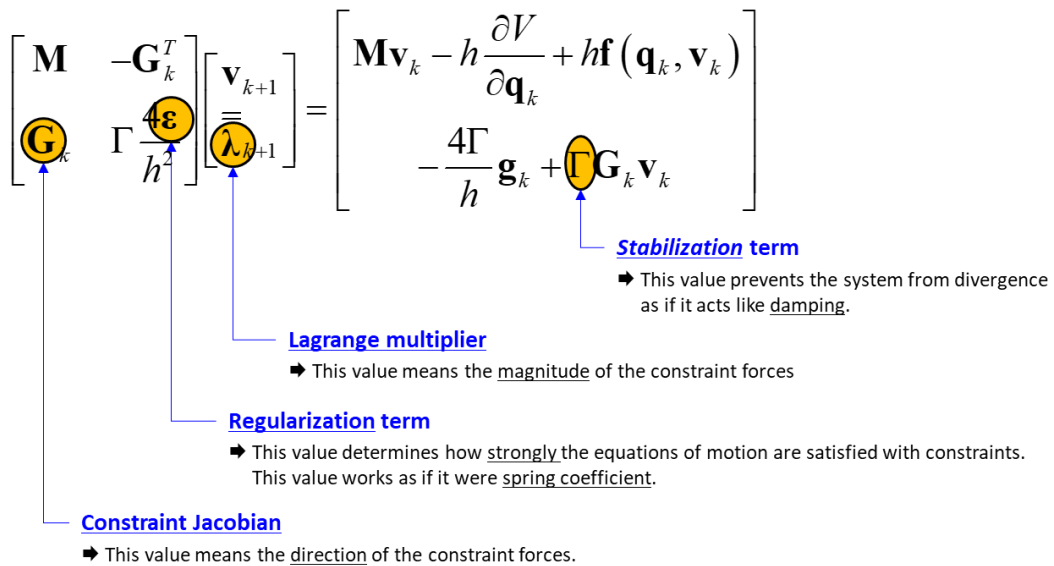 [ M -G_k^T ; G_k Γ 4ε/h² ] [ v_{k+1} ; λ̿_{k+1} ] = [ Mv_k - h ∂V/∂q_k + hf(q_k, v_k) ; -4Γ/h g_k + ΓG_k v_k ]
Stabilization term
➡ This value prevents the system from divergence
as if it acts like damping.
Lagrange multiplier
➡ This value means the magnitude of the constraint forces
Regularization term
➡ This value determines how strongly the equations of motion are satisfied with constraints.
This value works as if it were spring coefficient.
Constraint Jacobian
➡ This value means the direction of the constraint forces.